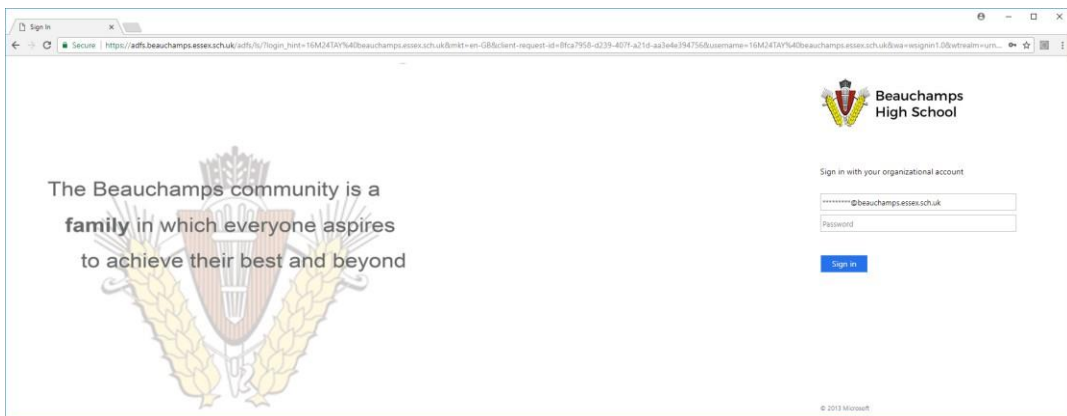 Sign In
Secure | https://adfs.beauchamps.essex.sch.uk/adfs/ls/?login_hint=16M24TAY%40beauchamps.essex.sch.uk&mkt=en-GB&client-request-id=8fca7958-d239-407f-a21d-aa3e4e394756&username=16M24TAY%40beauchamps.essex.sch.uk&wa=wsignin1.0&wtrealm=urn...
Beauchamps
High School
The Beauchamps community is a
family in which everyone aspires
to achieve their best and beyond
Sign in with your organizational account
*********@beauchamps.essex.sch.uk
Password
Sign in
© 2013 Microsoft